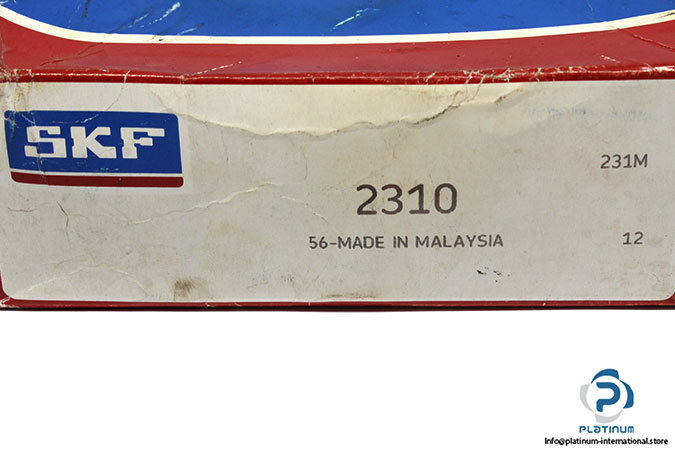 SKF
231M
2310
56-MADE IN MALAYSIA
12
PLATINUM
Info@platinum-international.store